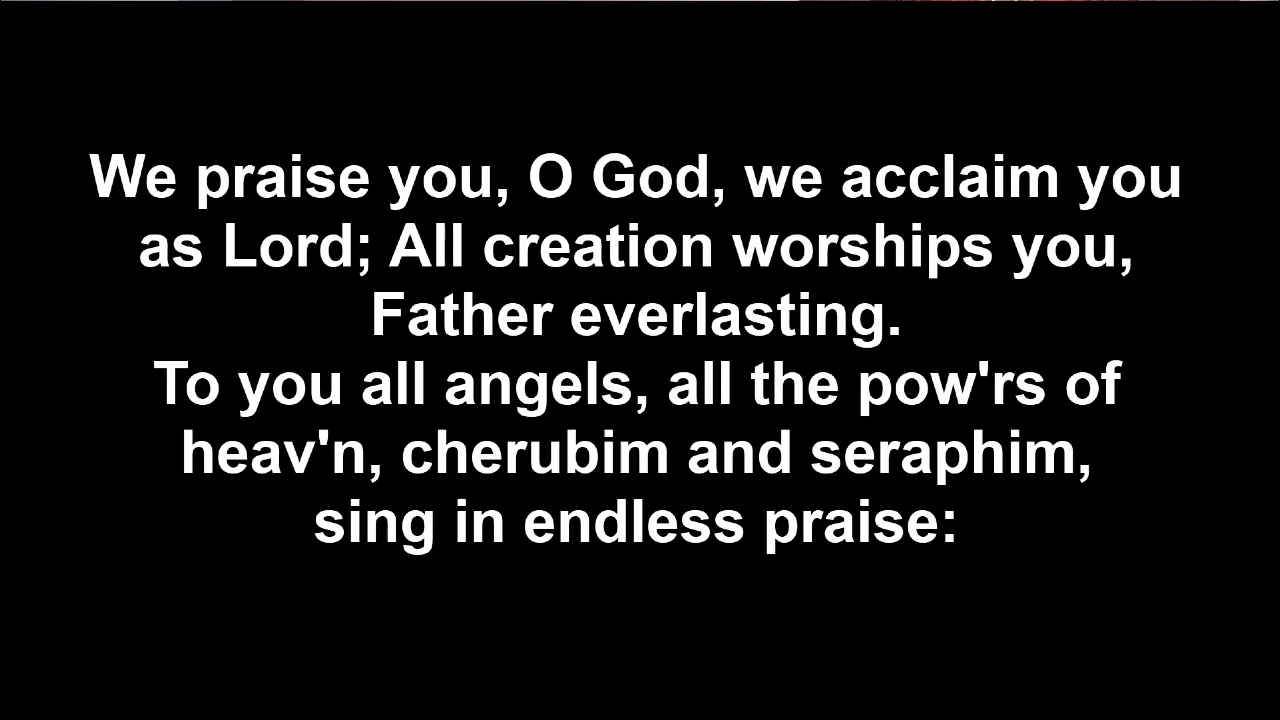 We praise you, O God, we acclaim you
as Lord; All creation worships you,
Father everlasting.
To you all angels, all the pow'rs of
heav'n, cherubim and seraphim,
sing in endless praise: